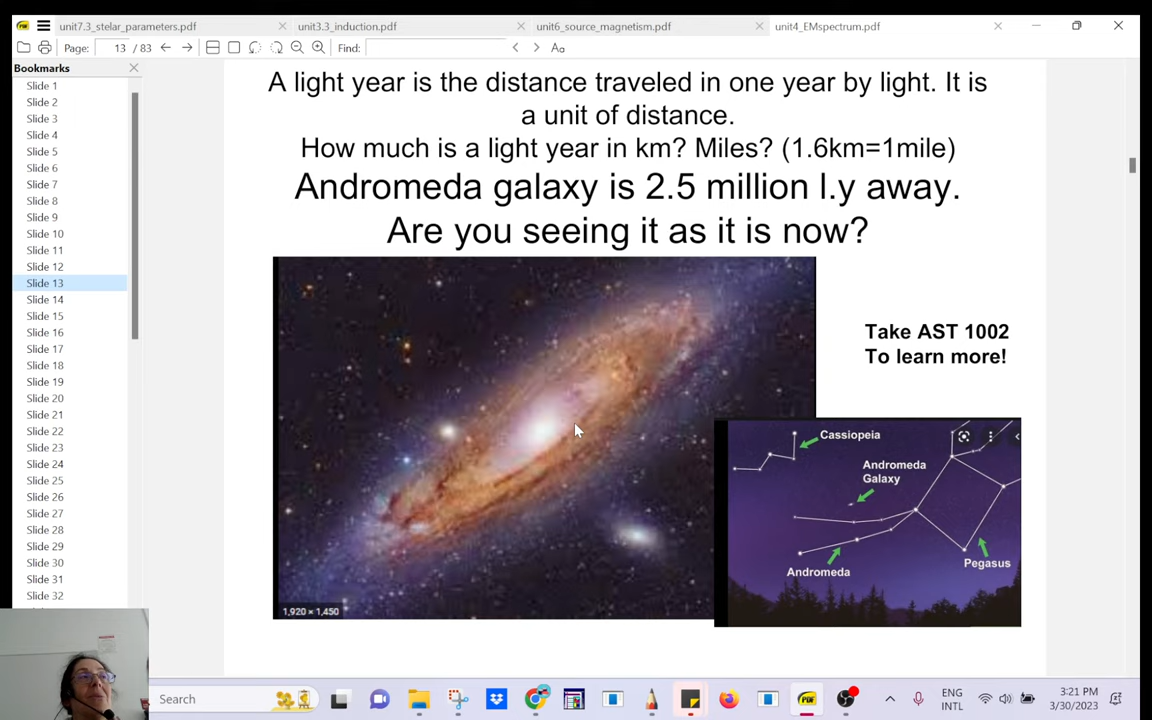 unit7.3_stelar_parameters.pdf
unit3.3_induction.pdf
unit6_source_magnetism.pdf
unit4_EMspectrum.pdf
Page: 13 / 83 Find: Aa
Bookmarks
Slide 1
Slide 2
Slide 3
Slide 4
Slide 5
Slide 6
Slide 7
Slide 8
Slide 9
Slide 10
Slide 11
Slide 12
Slide 13
Slide 14
Slide 15
Slide 16
Slide 17
Slide 18
Slide 19
Slide 20
Slide 21
Slide 22
Slide 23
Slide 24
Slide 25
Slide 26
Slide 27
Slide 28
Slide 29
Slide 30
Slide 31
Slide 32
A light year is the distance traveled in one year by light. It is
a unit of distance.
How much is a light year in km? Miles? (1.6km=1mile)
Andromeda galaxy is 2.5 million l.y away.
Are you seeing it as it is now?
Take AST 1002
To learn more!
Cassiopeia
Andromeda
Galaxy
Andromeda
Pegasus
1,920 × 1,450
Search
ENG
INTL
3:21 PM
3/30/2023